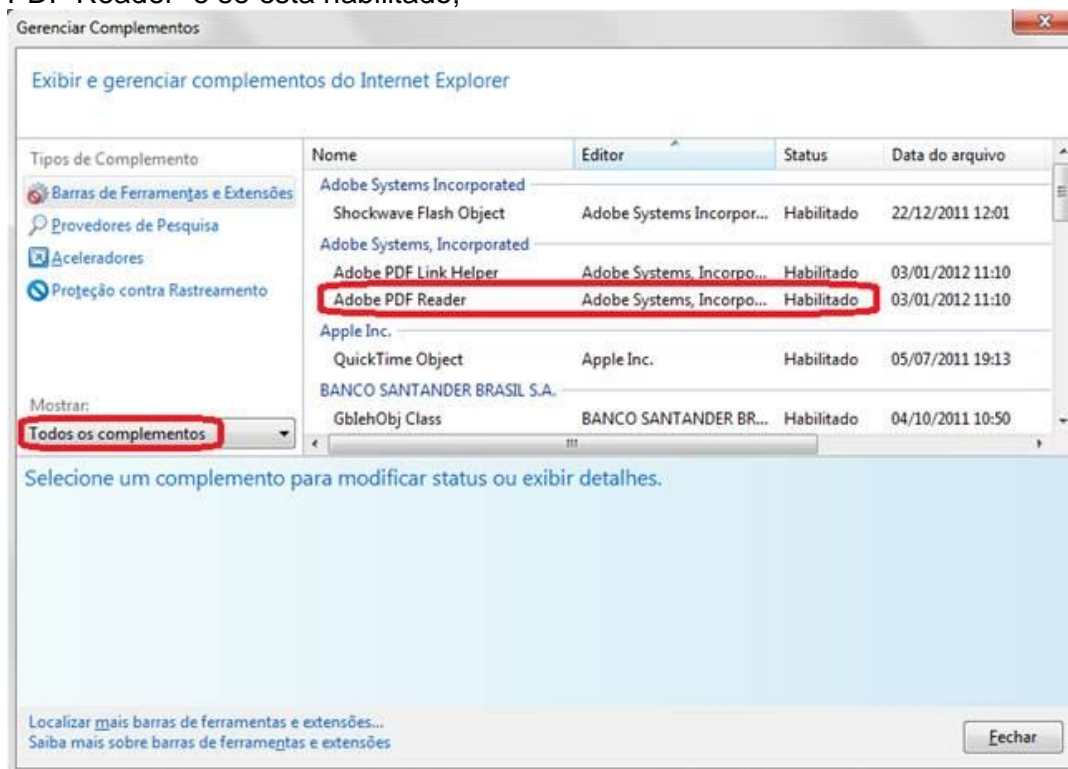 PDF Reader" e se está habilitado;
Gerenciar Complementos
Exibir e gerenciar complementos do Internet Explorer
Tipos de Complemento
Barras de Ferramentas e Extensões
Provedores de Pesquisa
Aceleradores
Proteção contra Rastreamento
Mostrar:
Todos os complementos
Nome Editor Status Data do arquivo
Adobe Systems Incorporated
Shockwave Flash Object Adobe Systems Incorpor... Habilitado 22/12/2011 12:01
Adobe Systems, Incorporated
Adobe PDF Link Helper Adobe Systems, Incorpo... Habilitado 03/01/2012 11:10
Adobe PDF Reader Adobe Systems, Incorpo... Habilitado 03/01/2012 11:10
Apple Inc.
QuickTime Object Apple Inc. Habilitado 05/07/2011 19:13
BANCO SANTANDER BRASIL S.A.
GbIehObj Class BANCO SANTANDER BR... Habilitado 04/10/2011 10:50
Selecione um complemento para modificar status ou exibir detalhes.
Localizar mais barras de ferramentas e extensões...
Saiba mais sobre barras de ferramentas e extensões
Fechar